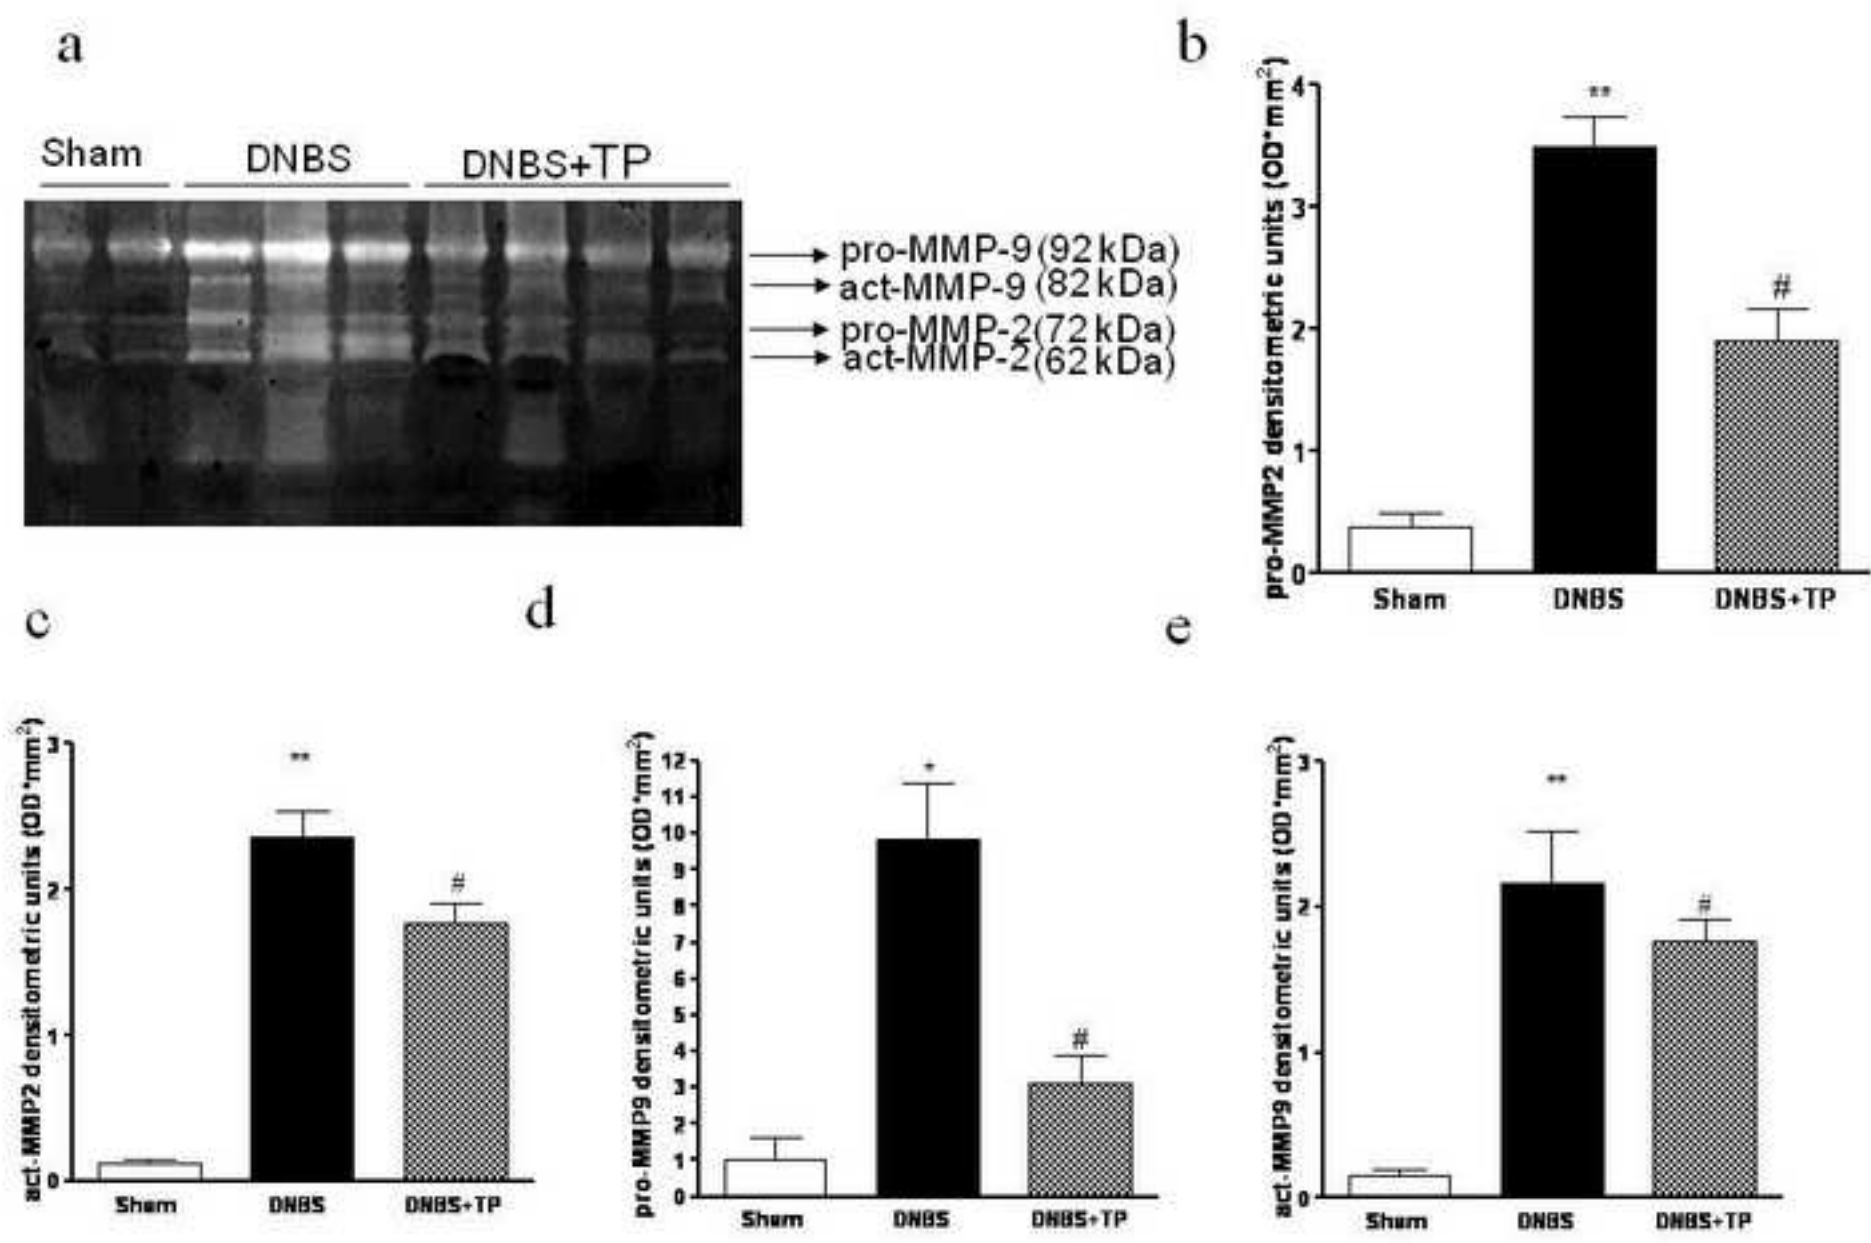 a
Sham DNBS DNBS+TP
pro-MMP-9(92 kDa)
act-MMP-9 (82 kDa)
pro-MMP-2(72 kDa)
act-MMP-2(62 kDa)
b
pro-MMP2 densitometric units (OD*mm²)
4
3
2
1
0
**
#
Sham DNBS DNBS+TP
c
act-MMP2 densitometric units (OD*mm²)
3
2
1
0
**
#
Sham DNBS DNBS+TP
d
pro-MMP9 densitometric units (OD*mm²)
12
11
10
9
8
7
6
5
4
3
2
1
0
*
#
Sham DNBS DNBS+TP
e
act-MMP9 densitometric units (OD*mm²)
3
2
1
0
**
#
Sham DNBS DNBS+TP